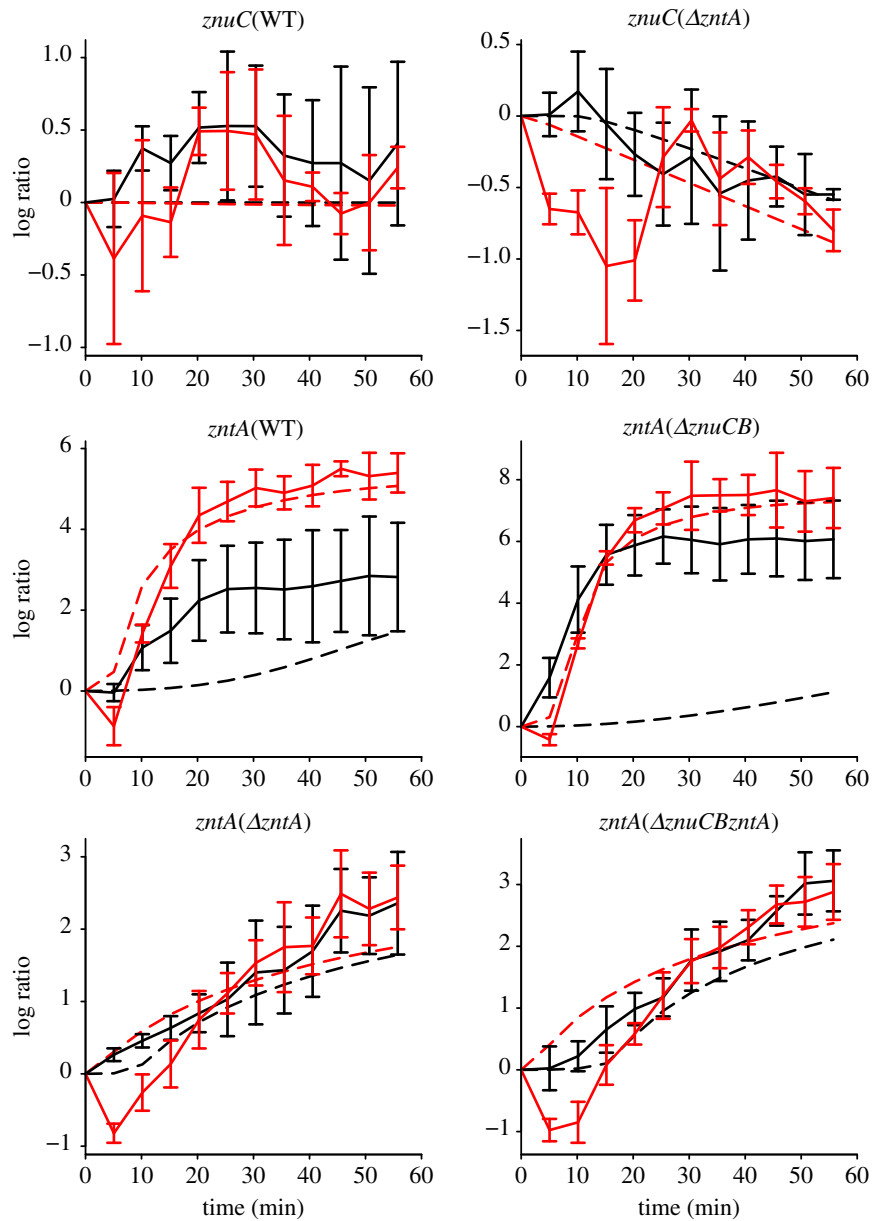 znuC(WT)
1.0
0.5
0
−0.5
−1.0
log ratio
0 10 20 30 40 50 60
znuC(ΔzntA)
0.5
0
−0.5
−1.0
−1.5
0 10 20 30 40 50 60
zntA(WT)
6
4
2
0
log ratio
0 10 20 30 40 50 60
zntA(ΔznuCB)
8
6
4
2
0
0 10 20 30 40 50 60
zntA(ΔzntA)
3
2
1
0
−1
log ratio
0 10 20 30 40 50 60
time (min)
zntA(ΔznuCBzntA)
3
2
1
0
−1
0 10 20 30 40 50 60
time (min)